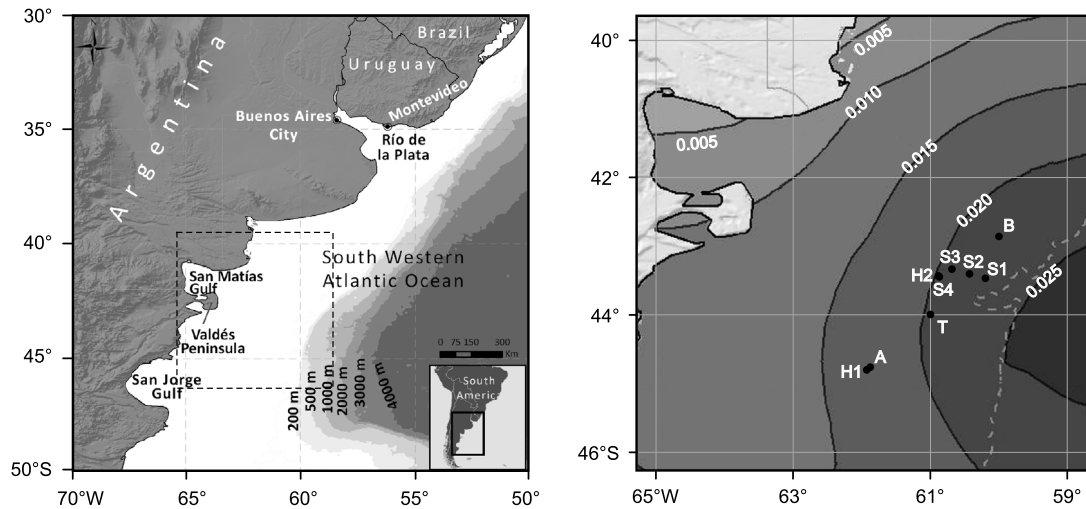 30°
35°
40°
45°
50°S
70°W
65°
60°
55°
50°
Argentina
Brazil
Uruguay
Montevideo
Buenos Aires
City
Río de
la Plata
South Western
Atlantic Ocean
San Matías
Gulf
Valdés
Peninsula
San Jorge
Gulf
200 m
500 m
1000 m
2000 m
3000 m
4000 m
0 75 150 300
Km
South
America
40°
42°
44°
46°S
65°W
63°
61°
59°
0.005
0.010
0.005
0.015
0.020
0.025
B
S3
S2
S1
H2
S4
T
A
H1